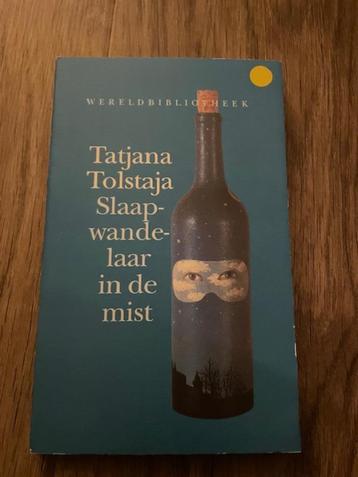 WERELDBIBLIOTHEEK
Tatjana
Tolstaja
Slaap-
wande-
laar
in de
mist